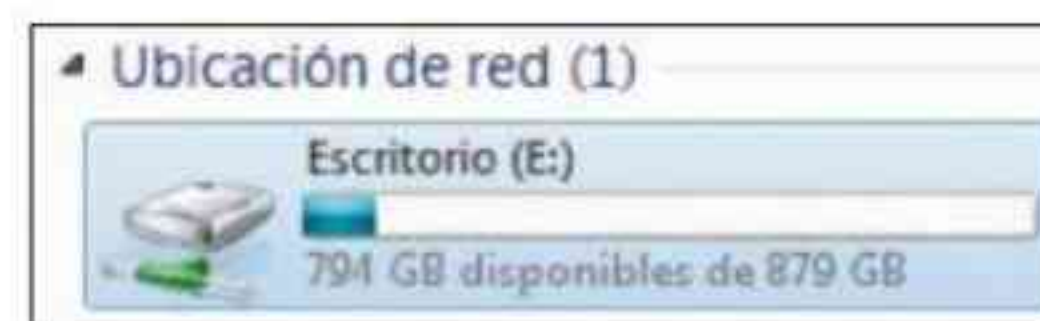 Ubicación de red (1)
Escritorio (E:)
794 GB disponibles de 879 GB